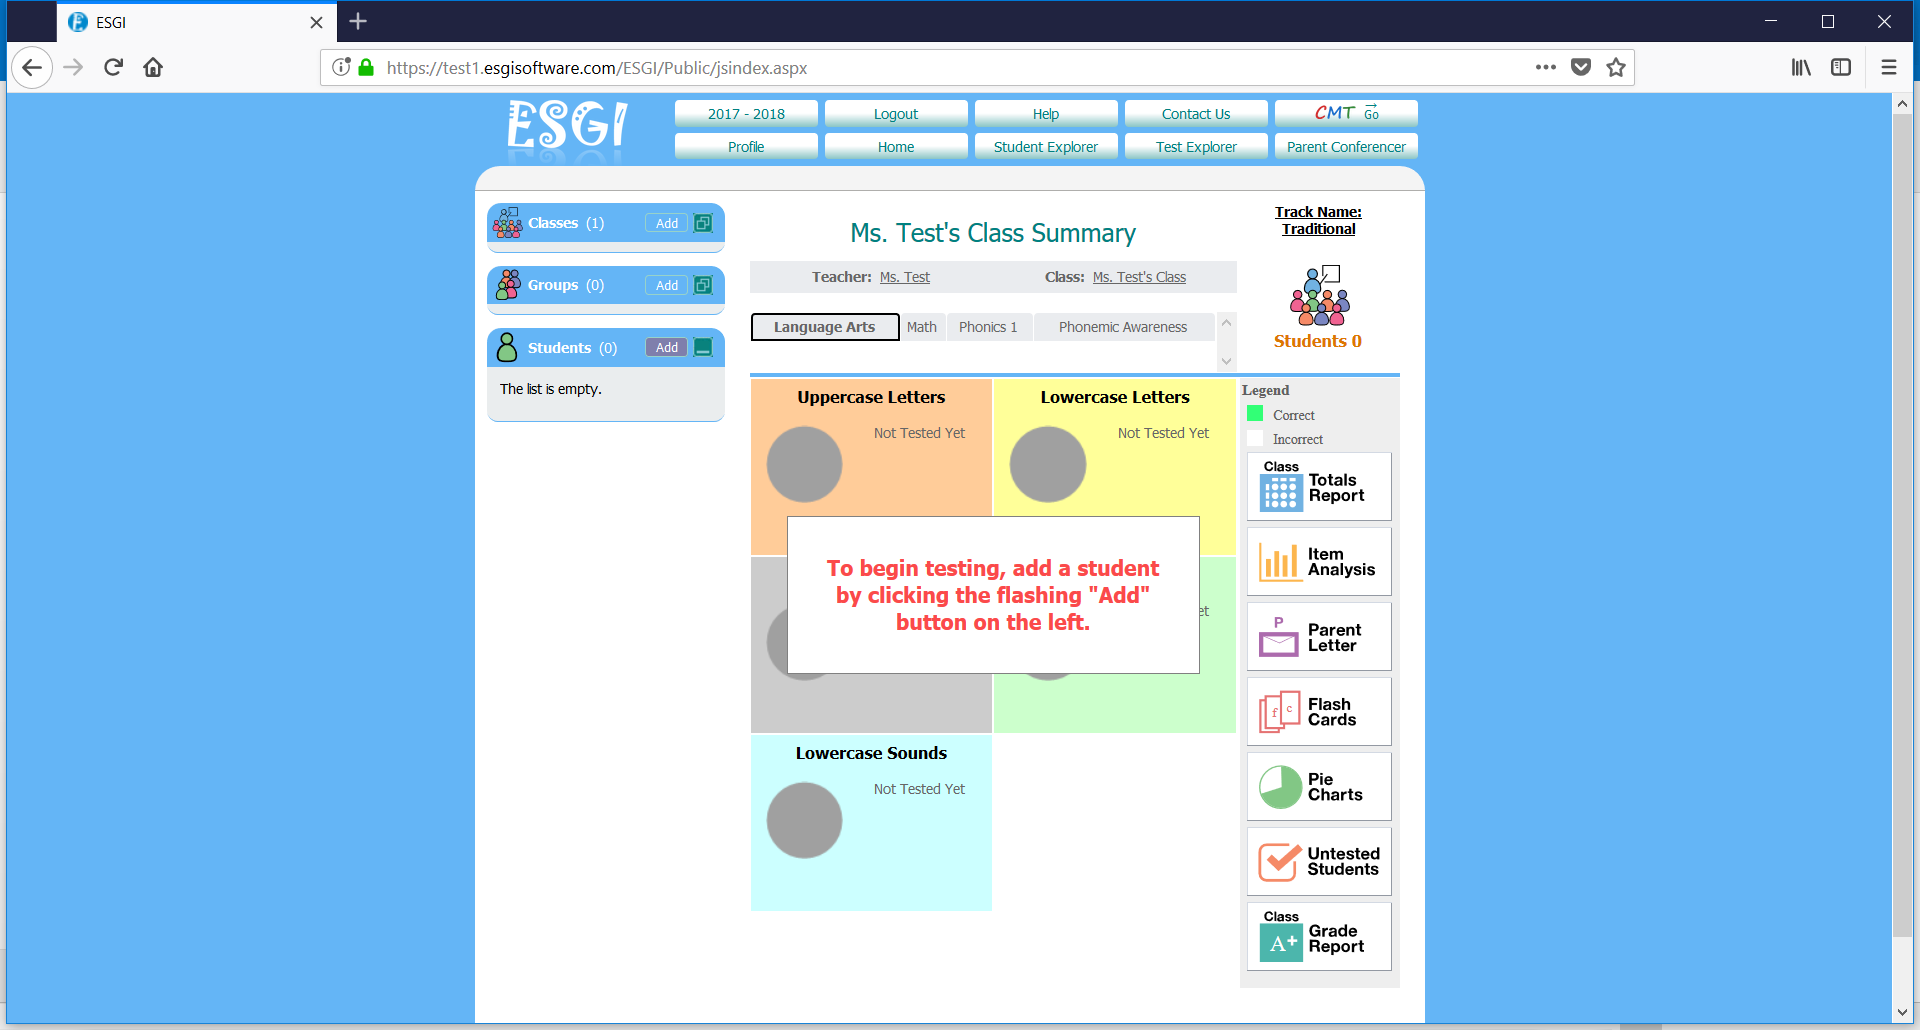 ESGI
https://test1.esgisoftware.com/ESGI/Public/jsindex.aspx
ESGI
2017 - 2018
Logout
Help
Contact Us
CMT Go
Profile
Home
Student Explorer
Test Explorer
Parent Conferencer
Classes (1)
Add
Groups (0)
Add
Students (0)
Add
The list is empty.
Ms. Test's Class Summary
Teacher: Ms. Test
Class: Ms. Test's Class
Language Arts
Math
Phonics 1
Phonemic Awareness
Track Name:
Traditional
Students 0
Uppercase Letters
Not Tested Yet
Lowercase Letters
Not Tested Yet
To begin testing, add a student
by clicking the flashing "Add"
button on the left.
et
Lowercase Sounds
Not Tested Yet
Legend
Correct
Incorrect
Class
Totals
Report
Item
Analysis
P
Parent
Letter
f c
Flash
Cards
Pie
Charts
Untested
Students
Class
A+
Grade
Report